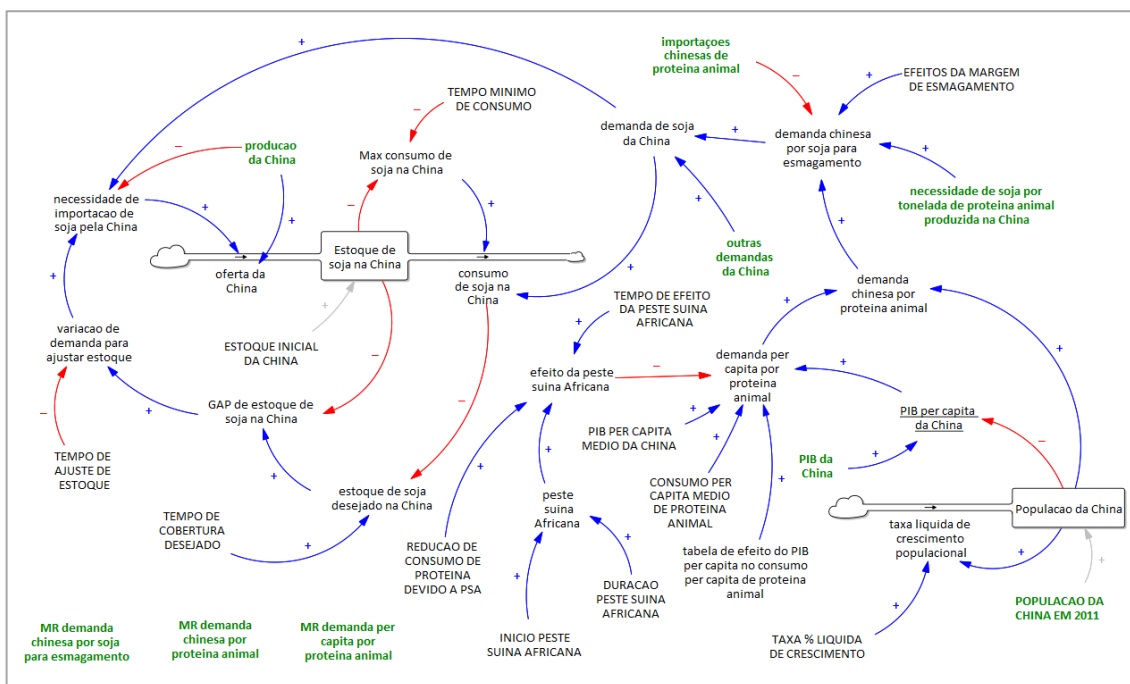 importaçoes
chinesas de
proteina animal
EFEITOS DA MARGEM
DE ESMAGAMENTO
TEMPO MINIMO
DE CONSUMO
demanda de soja
da China
demanda chinesa
por soja para
esmagamento
producao
da China
Max consumo de
soja na China
necessidade de
importacao de
soja pela China
necessidade de soja por
tonelada de proteina animal
produzida na China
Estoque de
soja na China
outras
demandas
da China
oferta da
China
consumo
de soja na
China
demanda
chinesa por
proteina animal
TEMPO DE EFEITO
DA PESTE SUINA
AFRICANA
variacao de
demanda para
ajustar estoque
ESTOQUE INICIAL
DA CHINA
efeito da peste
suina Africana
demanda per
capita por
proteina
animal
GAP de estoque de
soja na China
PIB per capita
da China
PIB PER CAPITA
MEDIO DA CHINA
TEMPO DE
AJUSTE DE
ESTOQUE
PIB da
China
estoque de soja
desejado na China
peste
suina
Africana
CONSUMO PER
CAPITA MEDIO
DE PROTEINA
ANIMAL
Populacao da China
TEMPO DE
COBERTURA
DESEJADO
taxa liquida de
crescimento
populacional
REDUCAO DE
CONSUMO DE
PROTEINA
DEVIDO A PSA
tabela de efeito do PIB
per capita no consumo
per capita de proteina
animal
DURACAO
PESTE SUINA
AFRICANA
POPULACAO DA
CHINA EM 2011
MR demanda
chinesa por soja
para esmagamento
MR demanda
chinesa por
proteina animal
MR demanda per
capita por
proteina animal
INICIO PESTE
SUINA AFRICANA
TAXA % LIQUIDA
DE CRESCIMENTO